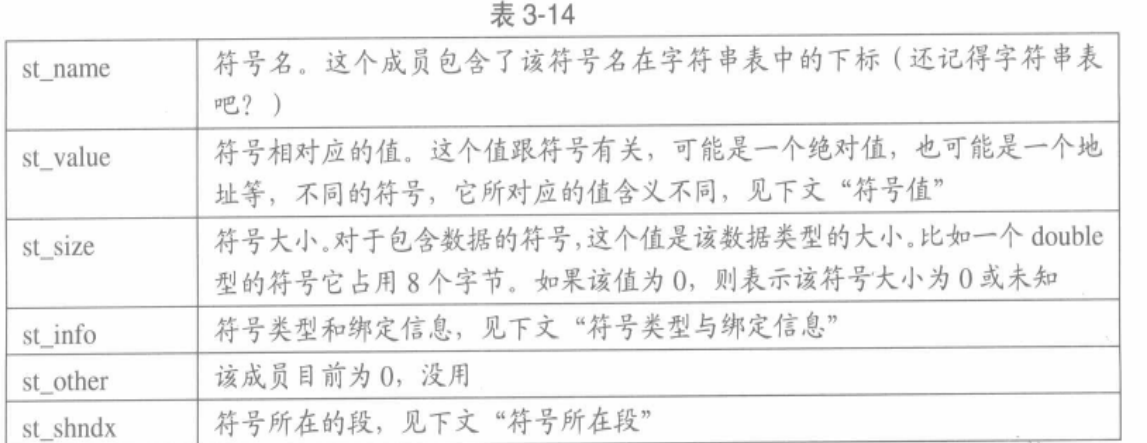 表 3-14
st_name
符号名。这个成员包含了该符号名在字符串表中的下标（还记得字符串表
吧？）
st_value
符号相对应的值。这个值跟符号有关，可能是一个绝对值，也可能是一个地
址等，不同的符号，它所对应的值含义不同，见下文“符号值”
st_size
符号大小。对于包含数据的符号，这个值是该数据类型的大小。比如一个 double
型的符号它占用 8 个字节。如果该值为 0，则表示该符号大小为 0 或未知
st_info
符号类型和绑定信息，见下文“符号类型与绑定信息”
st_other
该成员目前为 0，没用
st_shndx
符号所在的段，见下文“符号所在段”